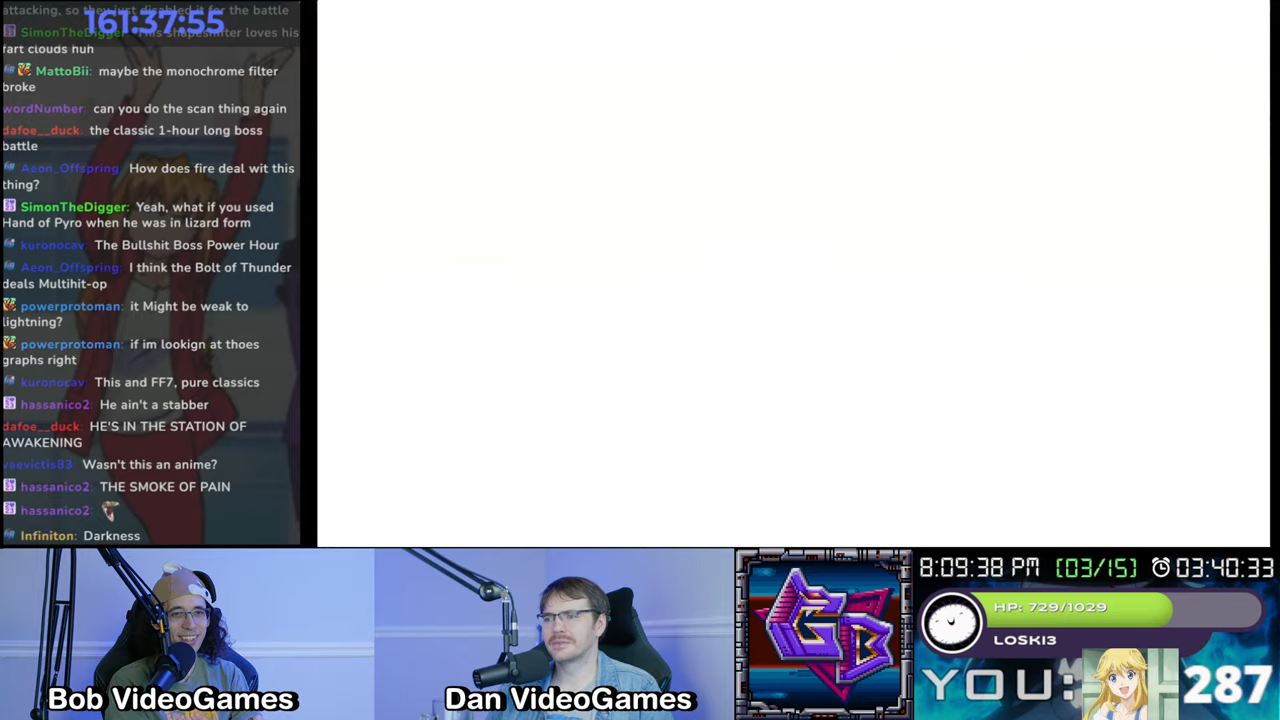 attacking, so they just disabled it for the battle
161:37:55
SimonTheDigger: This shapeshifter loves his
fart clouds huh
MattoBii: maybe the monochrome filter
broke
wordNumber: can you do the scan thing again
dafoe__duck: the classic 1-hour long boss
battle
Aeon_Offspring: How does fire deal wit this
thing?
SimonTheDigger: Yeah, what if you used
Hand of Pyro when he was in lizard form
kuronocav: The Bullshit Boss Power Hour
Aeon_Offspring: I think the Bolt of Thunder
deals Multihit-op
powerprotoman: it Might be weak to
lightning?
powerprotoman: if im lookign at thoes
graphs right
kuronocav: This and FF7, pure classics
hassanico2: He ain't a stabber
dafoe__duck: HE'S IN THE STATION OF
AWAKENING
vaevictis83: Wasn't this an anime?
hassanico2: THE SMOKE OF PAIN
hassanico2:
Infiniton: Darkness
Bob VideoGames
Dan VideoGames
GB
8:09:38 PM [03/15] 03:40:33
HP: 729/1029
LOSKI3
YOU: 287